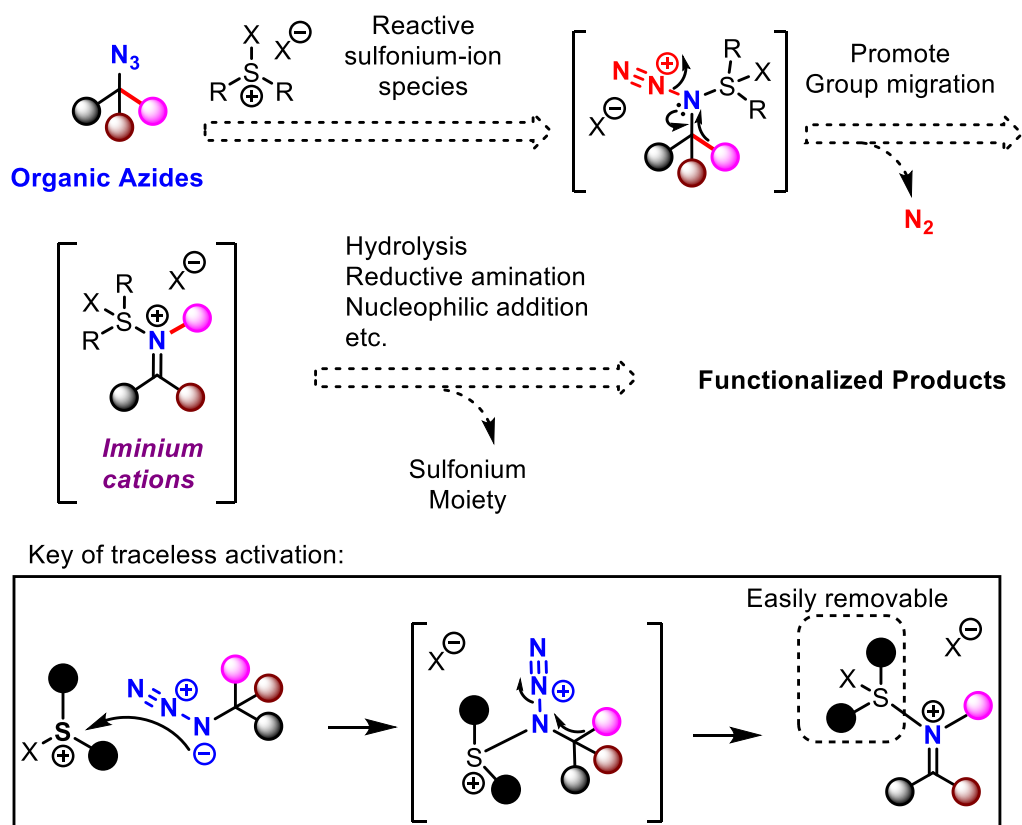 N3
X
X⊖
R
S
R
⊕
Organic Azides
Reactive
sulfonium-ion
species
N
N
⊕
N
R
S
X
R
X⊖
Promote
Group migration
N2
X⊖
R
X
S
R
⊕
N
Iminium
cations
Hydrolysis
Reductive amination
Nucleophilic addition
etc.
Sulfonium
Moiety
Functionalized Products
Key of traceless activation:
S
X
⊕
N
N
⊕
N
⊖
X⊖
N
N
⊕
N
S
⊕
Easily removable
X⊖
X
S
⊕
N